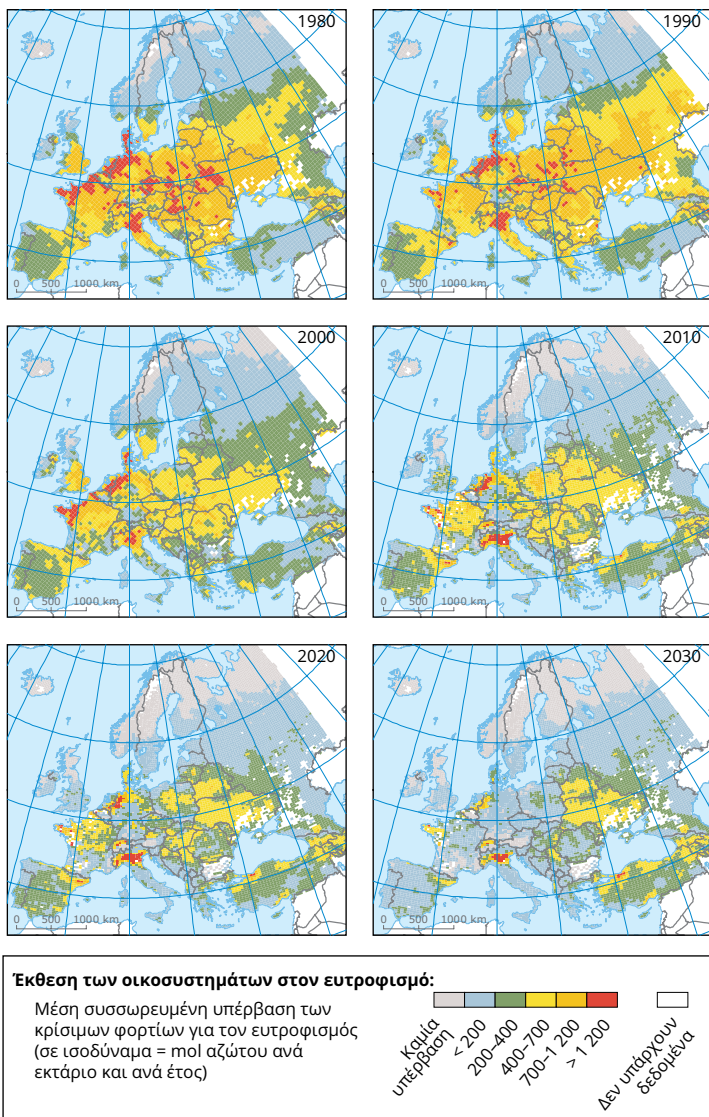 1980
0 500 1000 km
1990
0 500 1000 km
2000
0 500 1000 km
2010
0 500 1000 km
2020
0 500 1000 km
2030
0 500 1000 km
Έκθεση των οικοσυστημάτων στον ευτροφισμό:
Μέση συσσωρευμένη υπέρβαση των
κρίσιμων φορτίων για τον ευτροφισμός
(σε ισοδύναμα = mol αζώτου ανά
εκτάριο και ανά έτος)
Καμία
υπέρβαση
< 200
200–400
400–700
700–1 200
> 1 200
Δεν υπάρχουν
δεδομένα